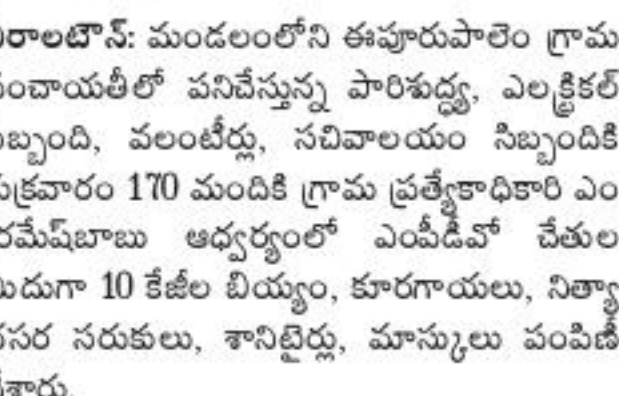 చీరాలటౌన్: మండలంలోని ఈపూరుపాలెం గ్రామ
పంచాయతీలో పనిచేస్తున్న పారిశుద్ధ్య, ఎలక్ట్రికల్
సిబ్బంది, వలంటీర్లు, సచివాలయం సిబ్బందికి
శుక్రవారం 170 మందికి గ్రామ ప్రత్యేకాధికారి ఎం
రమేష్‌బాబు ఆధ్వర్యంలో ఎంపీడీవో చేతుల
మీదుగా 10 కేజీల బియ్యం, కూరగాయలు, నిత్యా
వసర సరుకులు, శానిటైర్లు, మాస్కులు పంపిణీ
చేశారు.